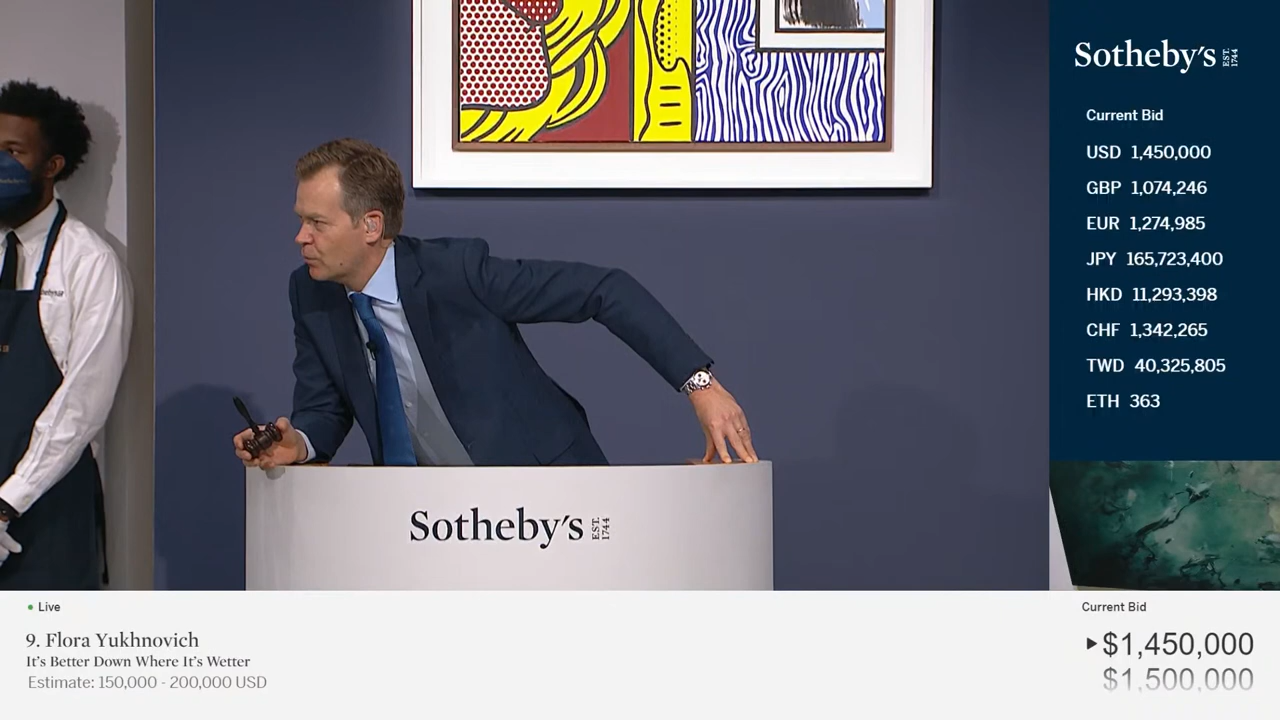 Sotheby's EST. 1744
Current Bid
USD 1,450,000
GBP 1,074,246
EUR 1,274,985
JPY 165,723,400
HKD 11,293,398
CHF 1,342,265
TWD 40,325,805
ETH 363
Sotheby's EST. 1744
Live
9. Flora Yukhnovich
It's Better Down Where It's Wetter
Estimate: 150,000 - 200,000 USD
Current Bid
$1,450,000
$1,500,000